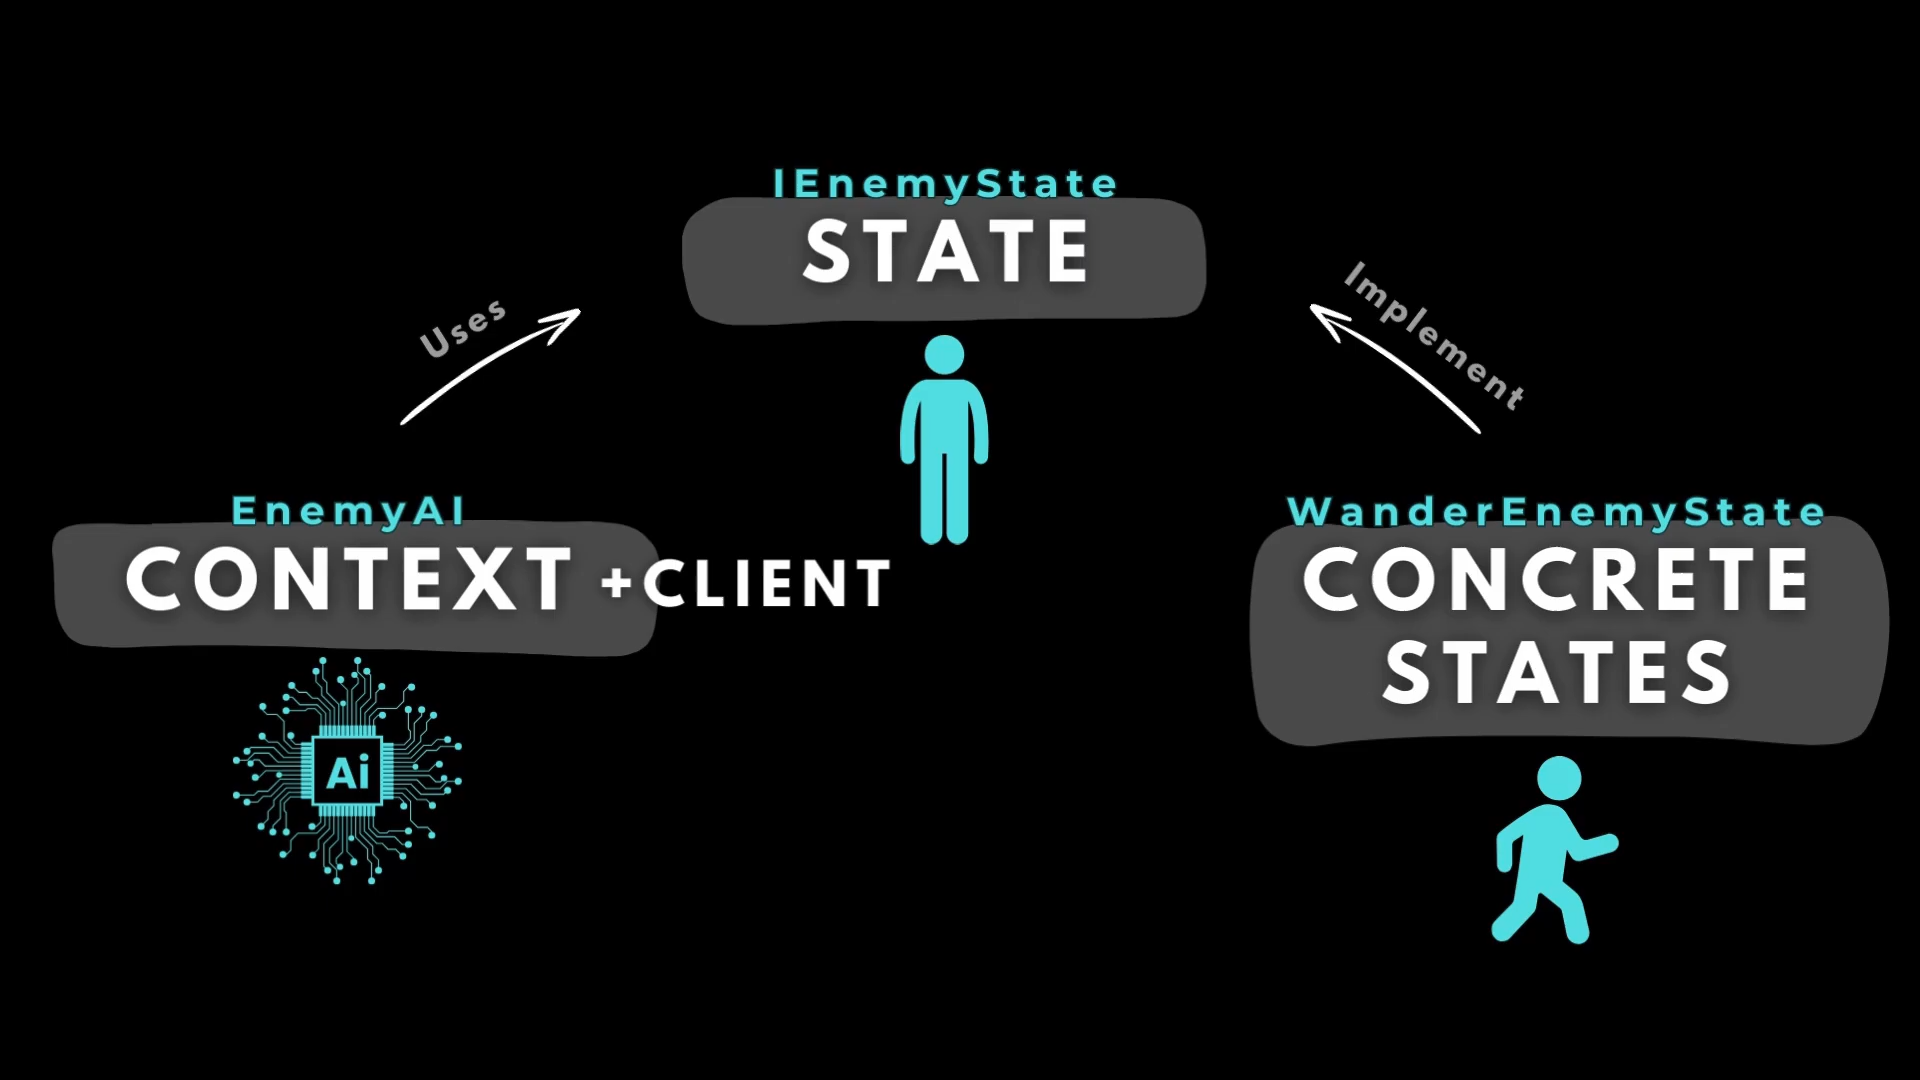 IEnemyState
STATE
Uses
Implement
EnemyAI
CONTEXT +CLIENT
WanderEnemyState
CONCRETE
STATES
Ai